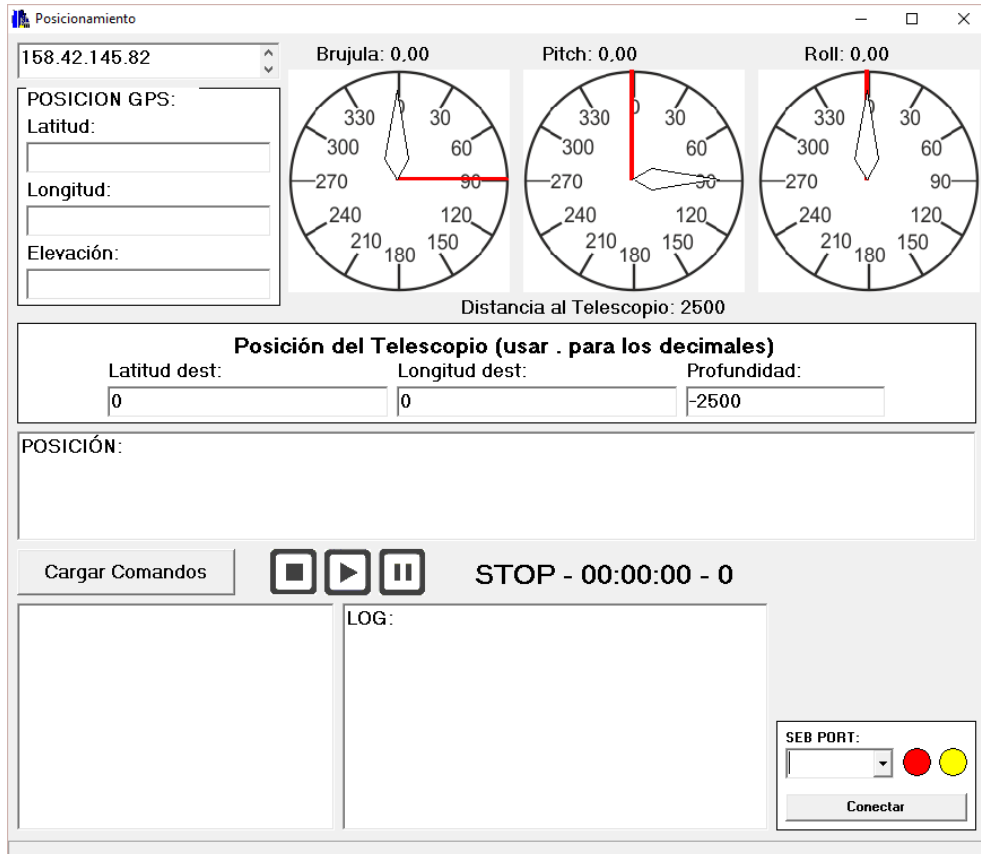 Posicionamiento
158.42.145.82
POSICION GPS:
Latitud:
Longitud:
Elevación:
Brujula: 0,00
0
30
60
90
120
150
180
210
240
270
300
330
Pitch: 0,00
0
30
60
90
120
150
180
210
240
270
300
330
Roll: 0,00
0
30
60
90
120
150
180
210
240
270
300
330
Distancia al Telescopio: 2500
Posición del Telescopio (usar . para los decimales)
Latitud dest: Longitud dest: Profundidad:
0 0 -2500
POSICIÓN:
Cargar Comandos STOP - 00:00:00 - 0
LOG:
SEB PORT:
Conectar